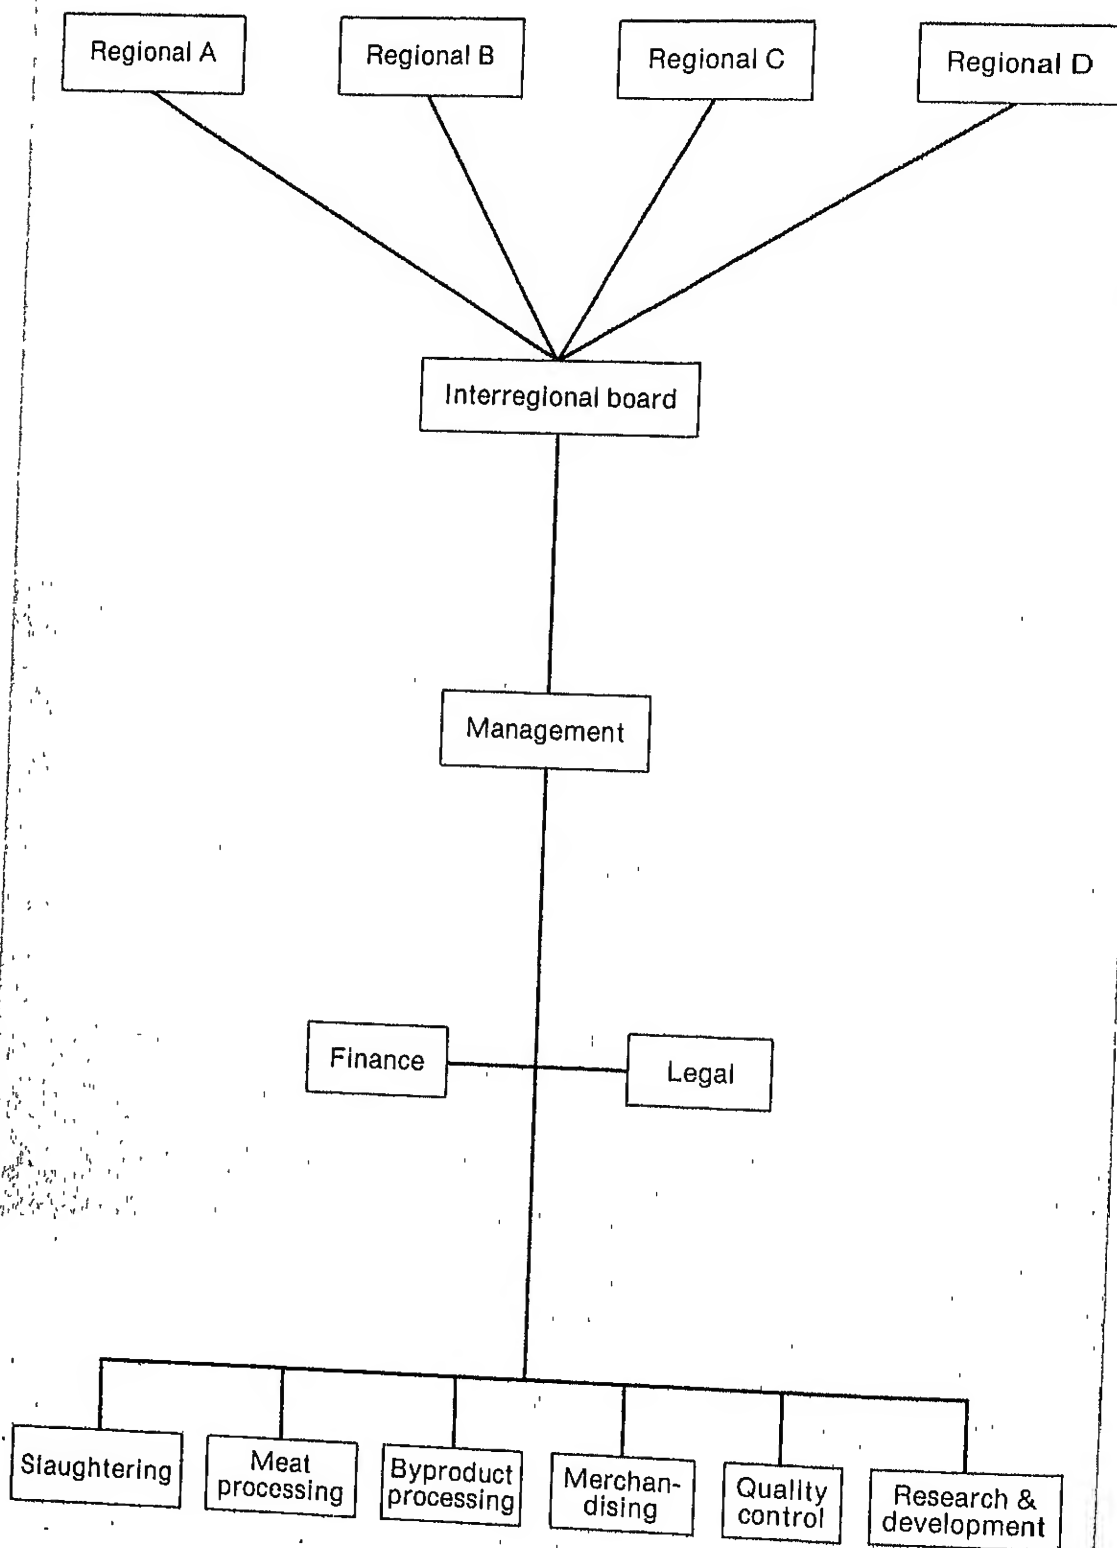 Regional A
Regional B
Regional C
Regional D
Interregional board
Management
Finance
Legal
Slaughtering
Meat
processing
Byproduct
processing
Merchan-
dising
Quality
control
Research &
development